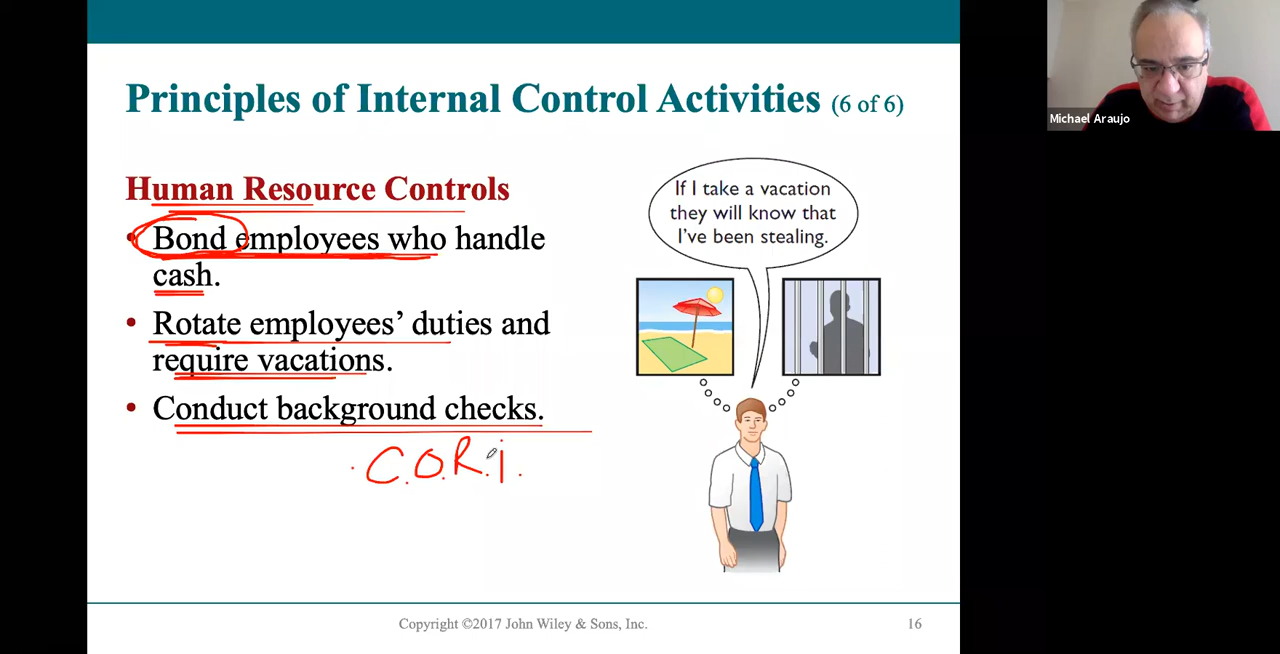 Principles of Internal Control Activities (6 of 6)
Human Resource Controls
• Bond employees who handle
cash.
• Rotate employees’ duties and
require vacations.
• Conduct background checks.
. C.O.R.I.
If I take a vacation
they will know that
I’ve been stealing.
Copyright ©2017 John Wiley & Sons, Inc.
16
Michael Araujo